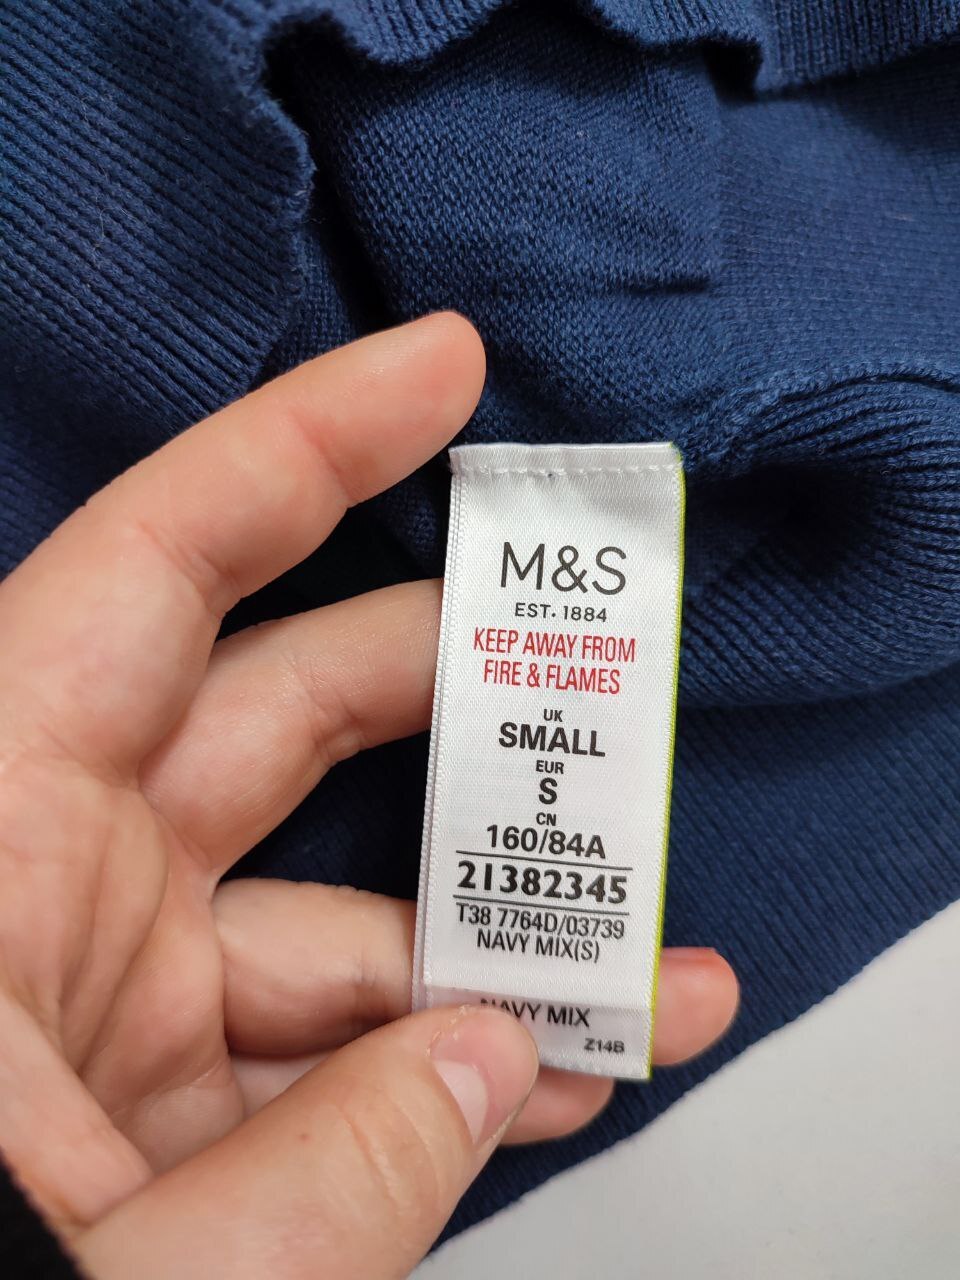 M&S
EST. 1884
KEEP AWAY FROM
FIRE & FLAMES
UK
SMALL
EUR
S
CN
160/84A
21382345
T38 7764D/03739
NAVY MIX(S)
NAVY MIX
Z14B